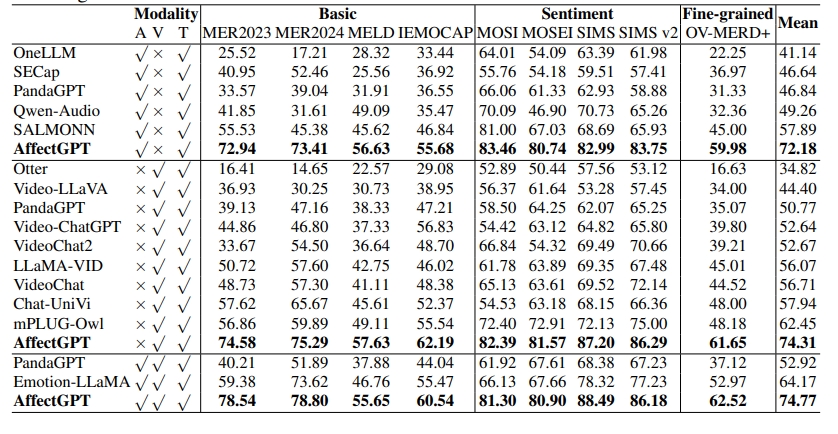 Modality Basic Sentiment Fine-grained Mean
A V T MER2023 MER2024 MELD IEMOCAP MOSI MOSEI SIMS SIMS v2 OV-MERD+
OneLLM √ × √ 25.52 17.21 28.32 33.44 64.01 54.09 63.39 61.98 22.25 41.14
SECap √ × √ 40.95 52.46 25.56 36.92 55.76 54.18 59.51 57.41 36.97 46.64
PandaGPT √ × √ 33.57 39.04 31.91 36.55 66.06 61.33 62.93 58.88 31.33 46.84
Qwen-Audio √ × √ 41.85 31.61 49.09 35.47 70.09 46.90 70.73 65.26 32.36 49.26
SALMONN √ × √ 55.53 45.38 45.62 46.84 81.00 67.03 68.69 65.93 45.00 57.89
AffectGPT √ × √ 72.94 73.41 56.63 55.68 83.46 80.74 82.99 83.75 59.98 72.18
Otter × √ √ 16.41 14.65 22.57 29.08 52.89 50.44 57.56 53.12 16.63 34.82
Video-LLaVA × √ √ 36.93 30.25 30.73 38.95 56.37 61.64 53.28 57.45 34.00 44.40
PandaGPT × √ √ 39.13 47.16 38.33 47.21 58.50 64.25 62.07 65.25 35.07 50.77
Video-ChatGPT × √ √ 44.86 46.80 37.33 56.83 54.42 63.12 64.82 65.80 39.80 52.64
VideoChat2 × √ √ 33.67 54.50 36.64 48.70 66.84 54.32 69.49 70.66 39.21 52.67
LLaMA-VID × √ √ 50.72 57.60 42.75 46.02 61.78 63.89 69.35 67.48 45.01 56.07
VideoChat × √ √ 48.73 57.30 41.11 48.38 65.13 63.61 69.52 72.14 44.52 56.71
Chat-UniVi × √ √ 57.62 65.67 45.61 52.37 54.53 63.18 68.15 66.36 48.00 57.94
mPLUG-Owl × √ √ 56.86 59.89 49.11 55.54 72.40 72.91 72.13 75.00 48.18 62.45
AffectGPT × √ √ 74.58 75.29 57.63 62.19 82.39 81.57 87.20 86.29 61.65 74.31
PandaGPT √ √ √ 40.21 51.89 37.88 44.04 61.92 67.61 68.38 67.23 37.12 52.92
Emotion-LLaMA √ √ √ 59.38 73.62 46.76 55.47 66.13 67.66 78.32 77.23 52.97 64.17
AffectGPT √ √ √ 78.54 78.80 55.65 60.54 81.30 80.90 88.49 86.18 62.52 74.77